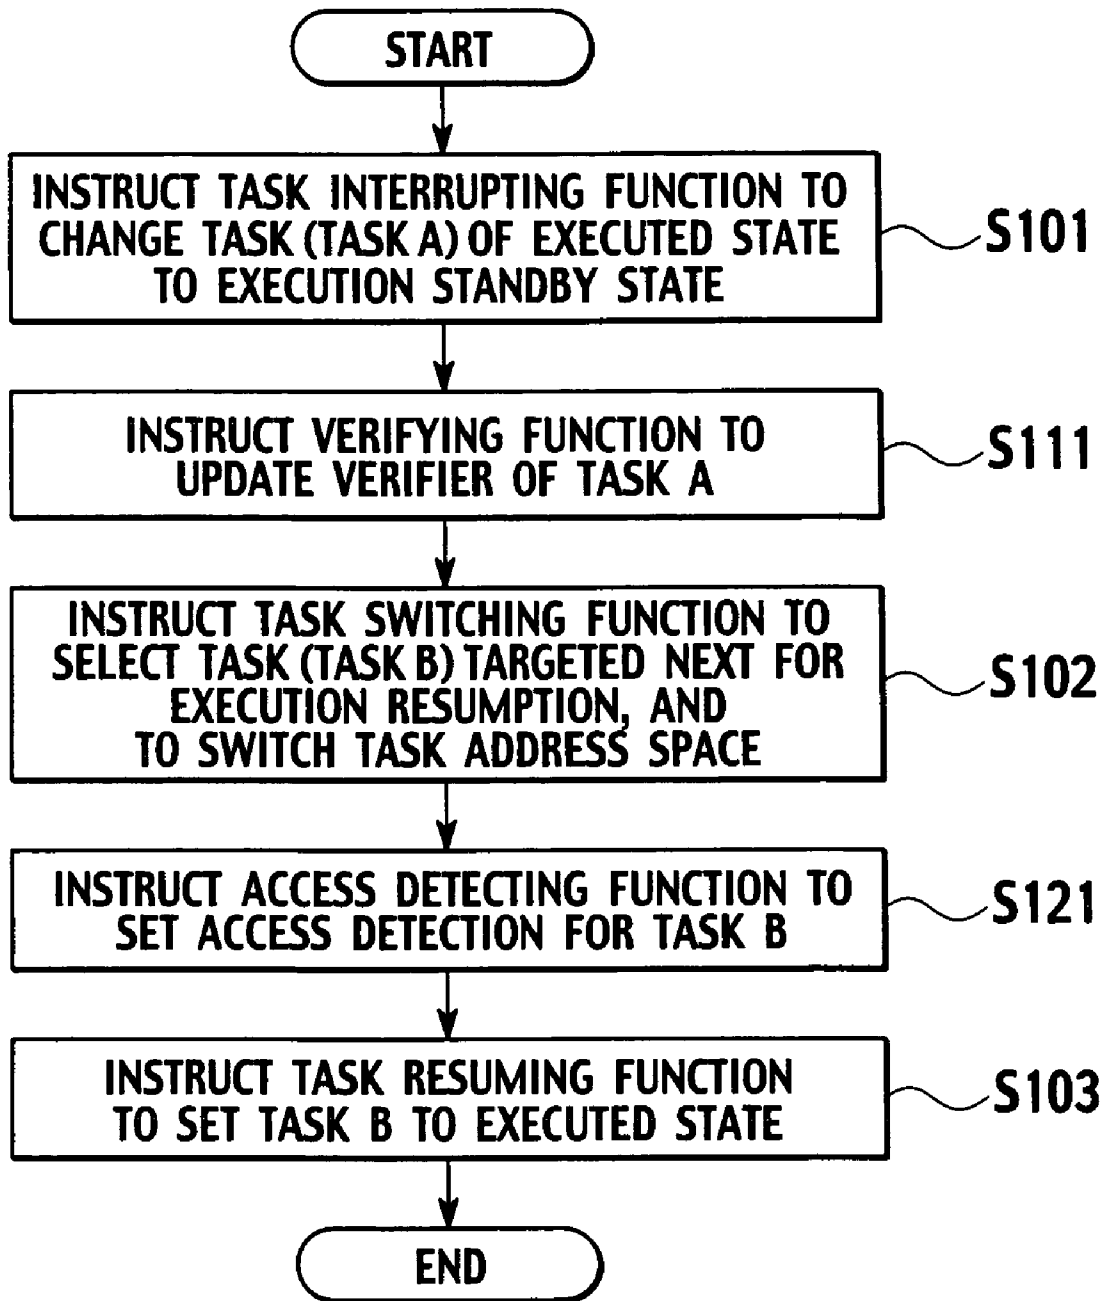 START
INSTRUCT TASK INTERRUPTING FUNCTION TO
CHANGE TASK (TASK A) OF EXECUTED STATE
TO EXECUTION STANDBY STATE
S101
INSTRUCT VERIFYING FUNCTION TO
UPDATE VERIFIER OF TASK A
S111
INSTRUCT TASK SWITCHING FUNCTION TO
SELECT TASK (TASK B) TARGETED NEXT FOR
EXECUTION RESUMPTION, AND
TO SWITCH TASK ADDRESS SPACE
S102
INSTRUCT ACCESS DETECTING FUNCTION TO
SET ACCESS DETECTION FOR TASK B
S121
INSTRUCT TASK RESUMING FUNCTION
TO SET TASK B TO EXECUTED STATE
S103
END